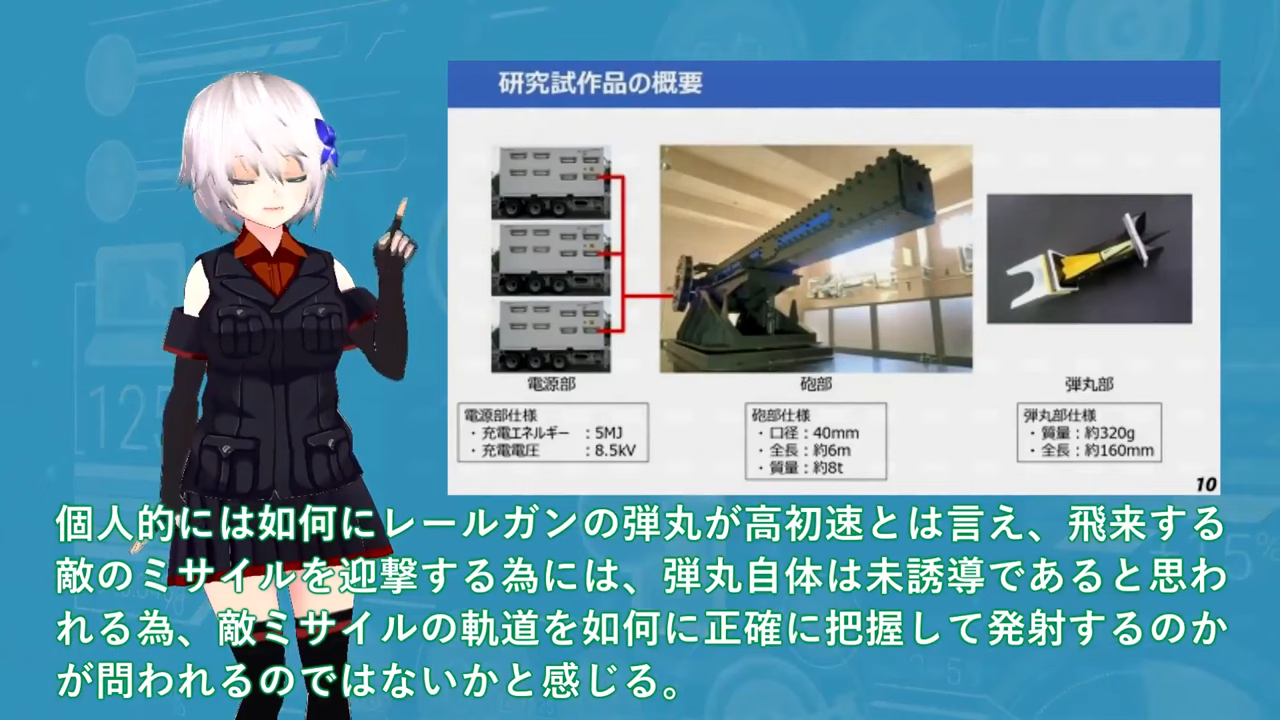 研究試作品の概要
電源部
砲部
弾丸部
電源部仕様
・充電エネルギー ：5MJ
・充電電圧 ：8.5kV
砲部仕様
・口径：40mm
・全長：約6m
・質量：約8t
弾丸部仕様
・質量：約320g
・全長：約160mm
10
125
個人的には如何にレールガンの弾丸が高初速とは言え、飛来する
敵のミサイルを迎撃する為には、弾丸自体は未誘導であると思わ
れる為、敵ミサイルの軌道を如何に正確に把握して発射するのか
が問われるのではないかと感じる。